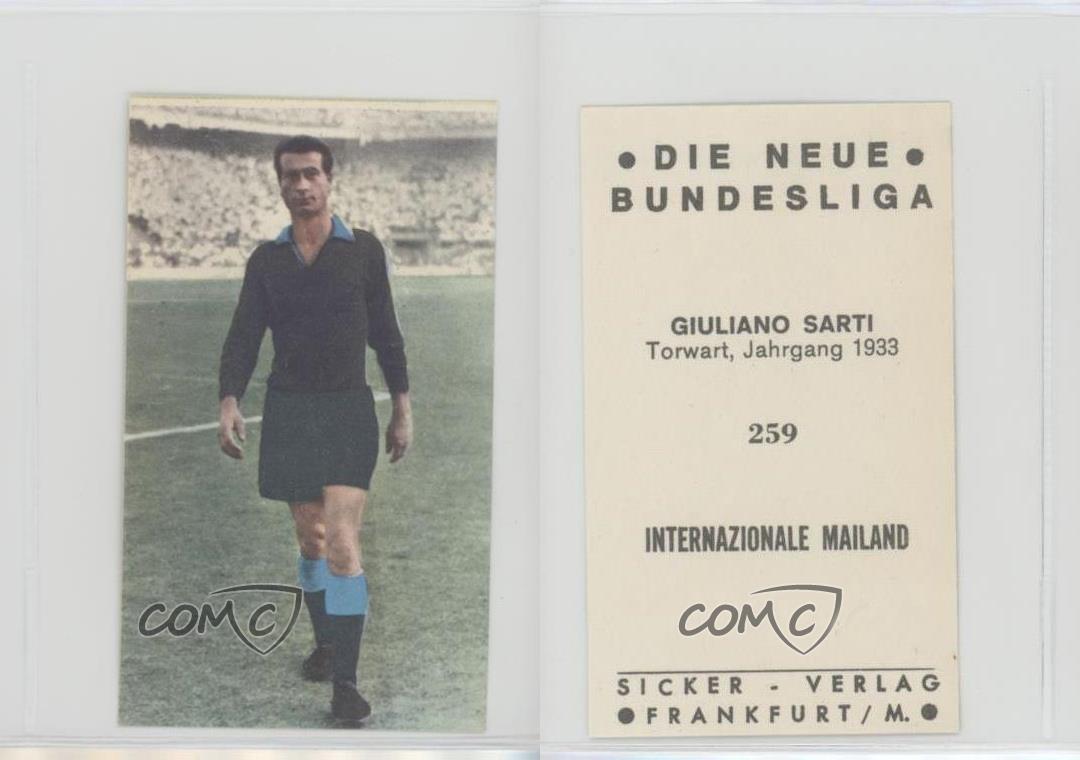 ● DIE NEUE ●
BUNDESLIGA
GIULIANO SARTI
Torwart, Jahrgang 1933
259
INTERNAZIONALE MAILAND
COMC
COMC
SICKER - VERLAG
● FRANKFURT / M. ●